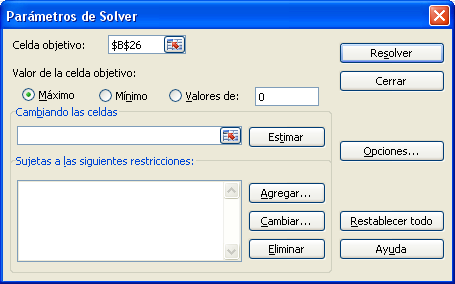 Parámetros de Solver
Celda objetivo: $B$26
Resolver
Valor de la celda objetivo:
Cerrar
Máximo Mínimo Valores de: 0
Cambiando las celdas
Estimar
Opciones...
Sujetas a las siguientes restricciones:
Agregar...
Cambiar... Restablecer todo
Eliminar Ayuda